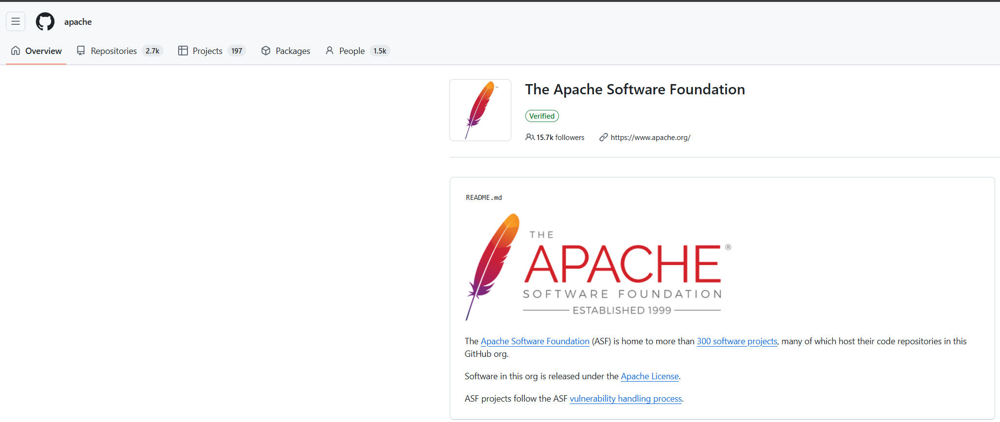 apache
Overview
Repositories 2.7k
Projects 197
Packages
People 1.5k
The Apache Software Foundation
Verified
15.7k followers
https://www.apache.org/
README.md
THE
APACHE ®
SOFTWARE FOUNDATION
ESTABLISHED 1999
The Apache Software Foundation (ASF) is home to more than 300 software projects, many of which host their code repositories in this
GitHub org.
Software in this org is released under the Apache License.
ASF projects follow the ASF vulnerability handling process.